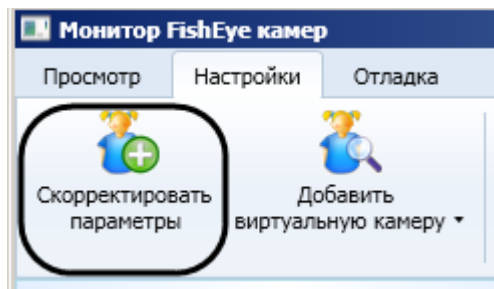 Монитор FishEye камер
Просмотр Настройки Отладка
Скорректировать
параметры
Добавить
виртуальную камеру